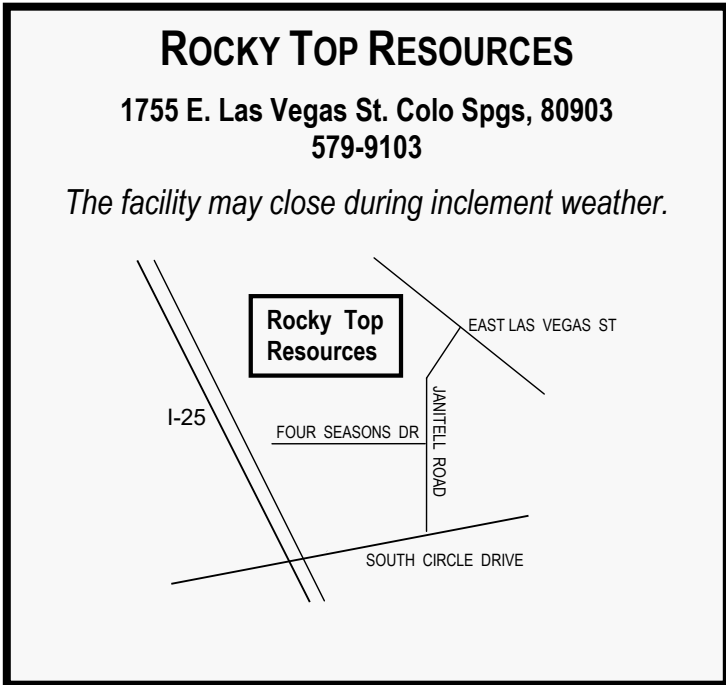 ROCKY TOP RESOURCES
1755 E. Las Vegas St. Colo Spgs, 80903
579-9103
The facility may close during inclement weather.
Rocky Top
Resources
EAST LAS VEGAS ST
I-25
FOUR SEASONS DR
JANITELL ROAD
SOUTH CIRCLE DRIVE